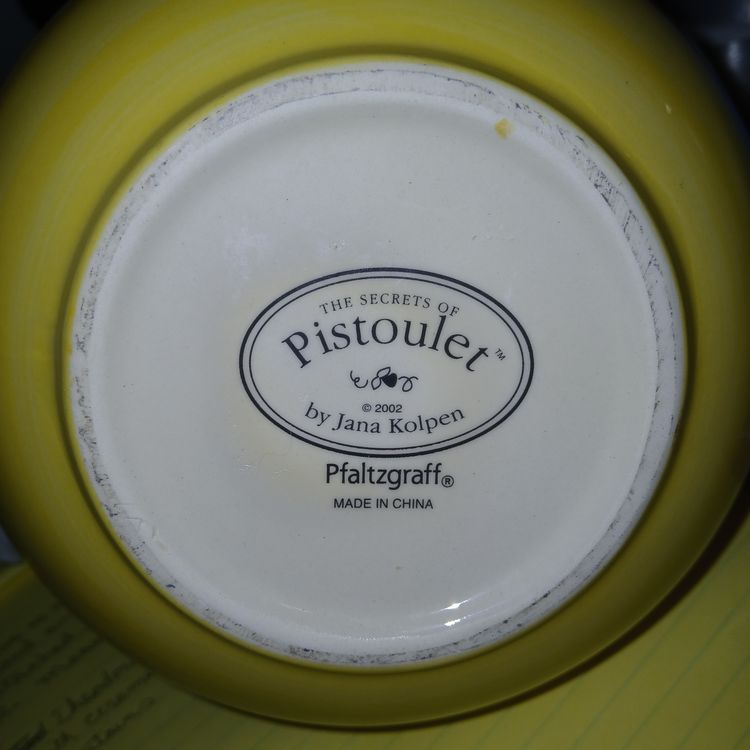 THE SECRETS OF
Pistoulet™
© 2002
by Jana Kolpen
Pfaltzgraff®
MADE IN CHINA